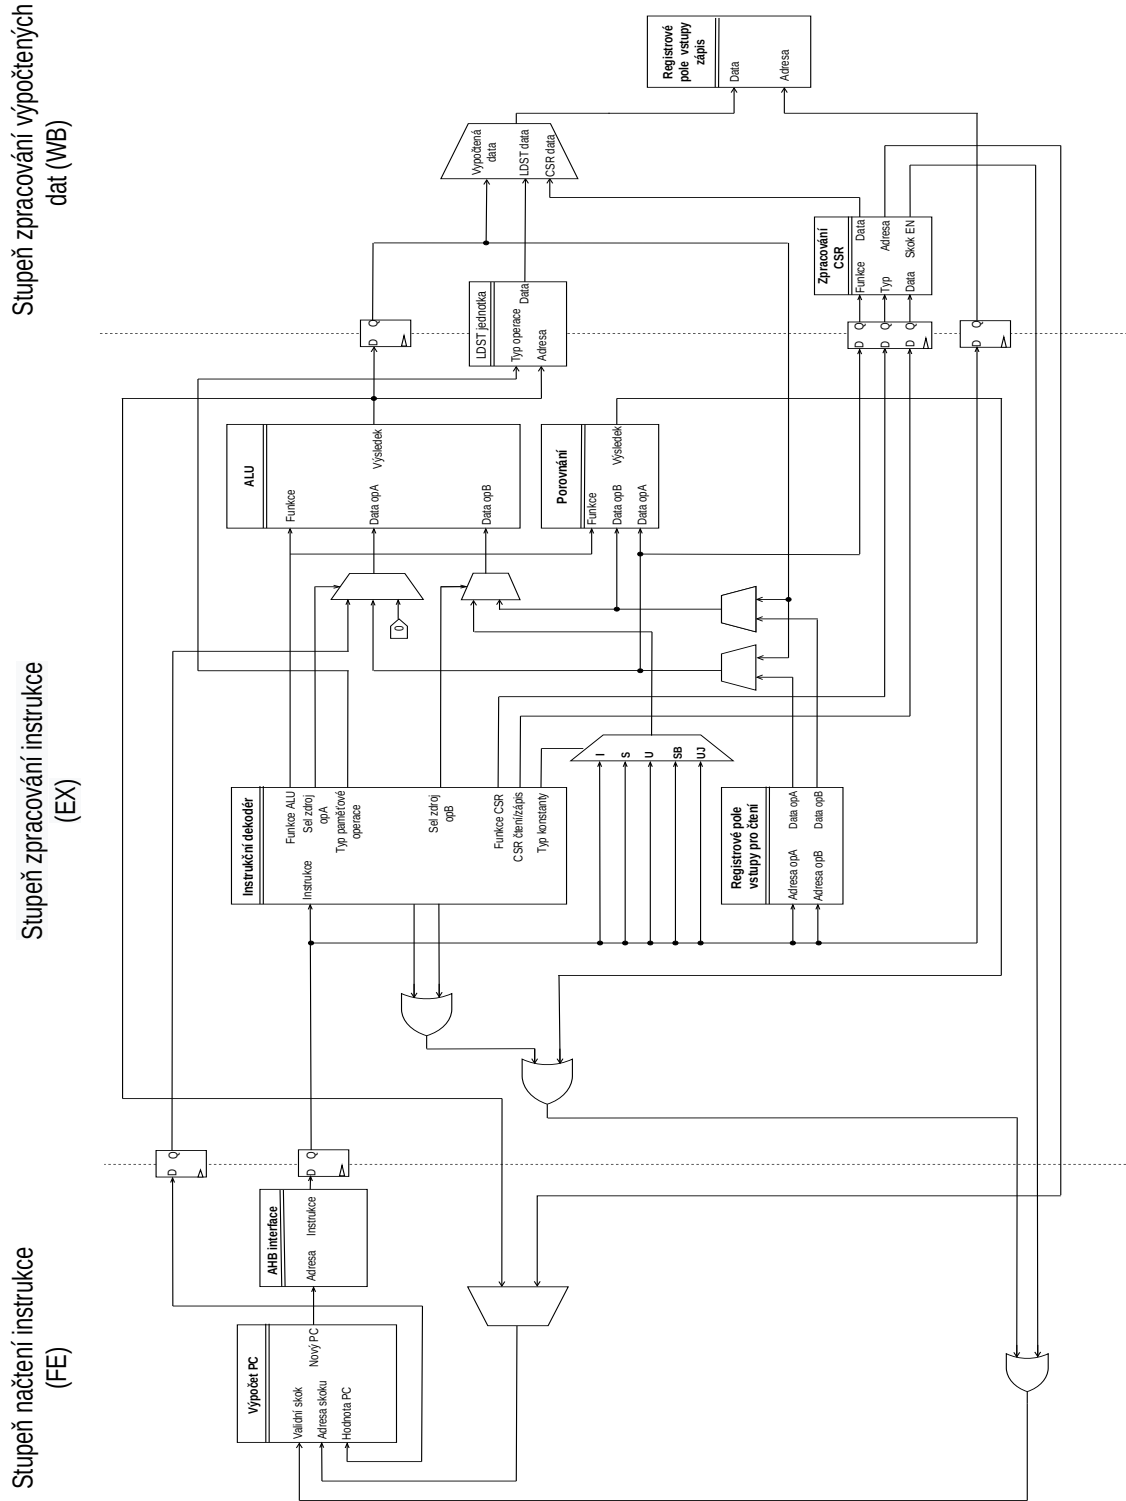 Stupeň načtení instrukce
(FE)
Stupeň zpracování instrukce
(EX)
Stupeň zpracování výpočtených
dat (WB)
Výpočet PC
Validní skok
Adresa skoku
Hodnota PC
Nový PC
AHB interface
Adresa
Instrukce
D Q
D Q
Instrukční dekodér
Instrukce
Funkce ALU
Sel zdroj
opA
Typ paměťové
operace
Sel zdroj
opB
Funkce CSR
CSR čtení/zápis
Typ konstanty
I
S
U
SB
UJ
Registrové pole
vstupy pro čtení
Adresa opA
Data opA
Adresa opB
Data opB
0
ALU
Funkce
Data opA
Výsledek
Data opB
Porovnání
Funkce
Data opB
Výsledek
Data opA
D Q
LDST jednotka
Typ operace
Data
Adresa
D Q
D Q
D Q
D Q
Zpracování
CSR
Funkce
Data
Typ
Adresa
Data
Skok EN
Vypočtená
data
LDST data
CSR data
Registrové
pole vstupy
zápis
Data
Adresa